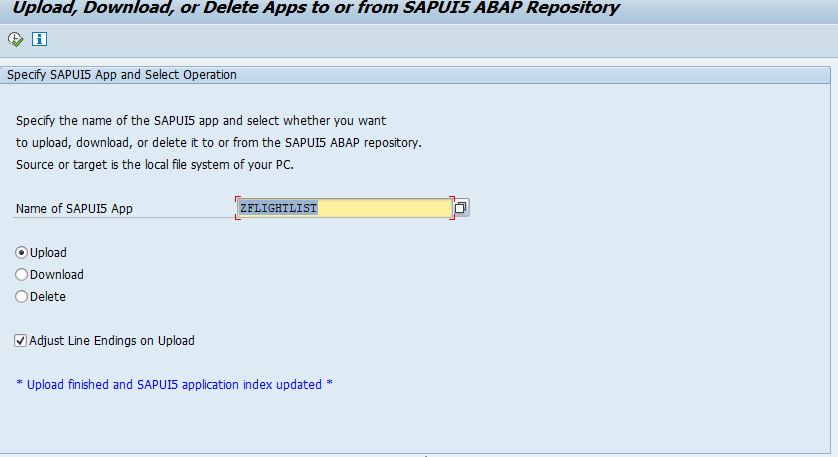 Upload, Download, or Delete Apps to or from SAPUI5 ABAP Repository
Specify SAPUI5 App and Select Operation
Specify the name of the SAPUI5 app and select whether you want
to upload, download, or delete it to or from the SAPUI5 ABAP repository.
Source or target is the local file system of your PC.
Name of SAPUI5 App ZFLIGHTLIST
Upload
Download
Delete
Adjust Line Endings on Upload
* Upload finished and SAPUI5 application index updated *